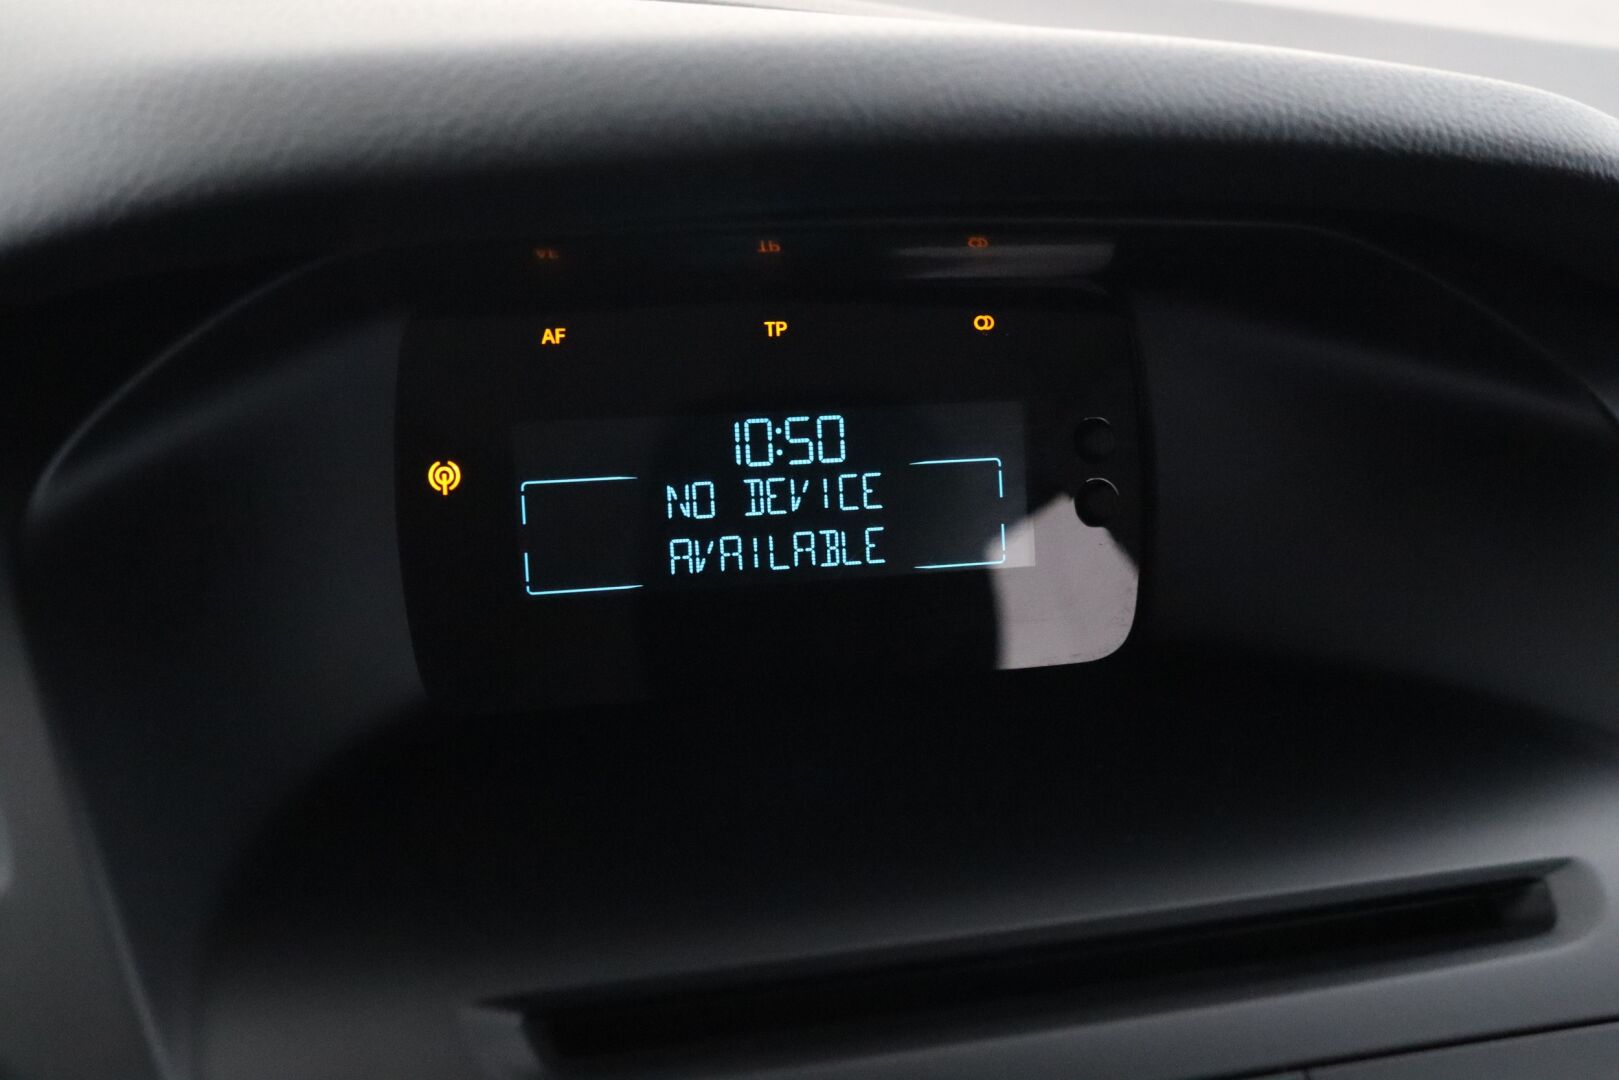 AF TP
10:50
NO DEVICE
AVAILABLE